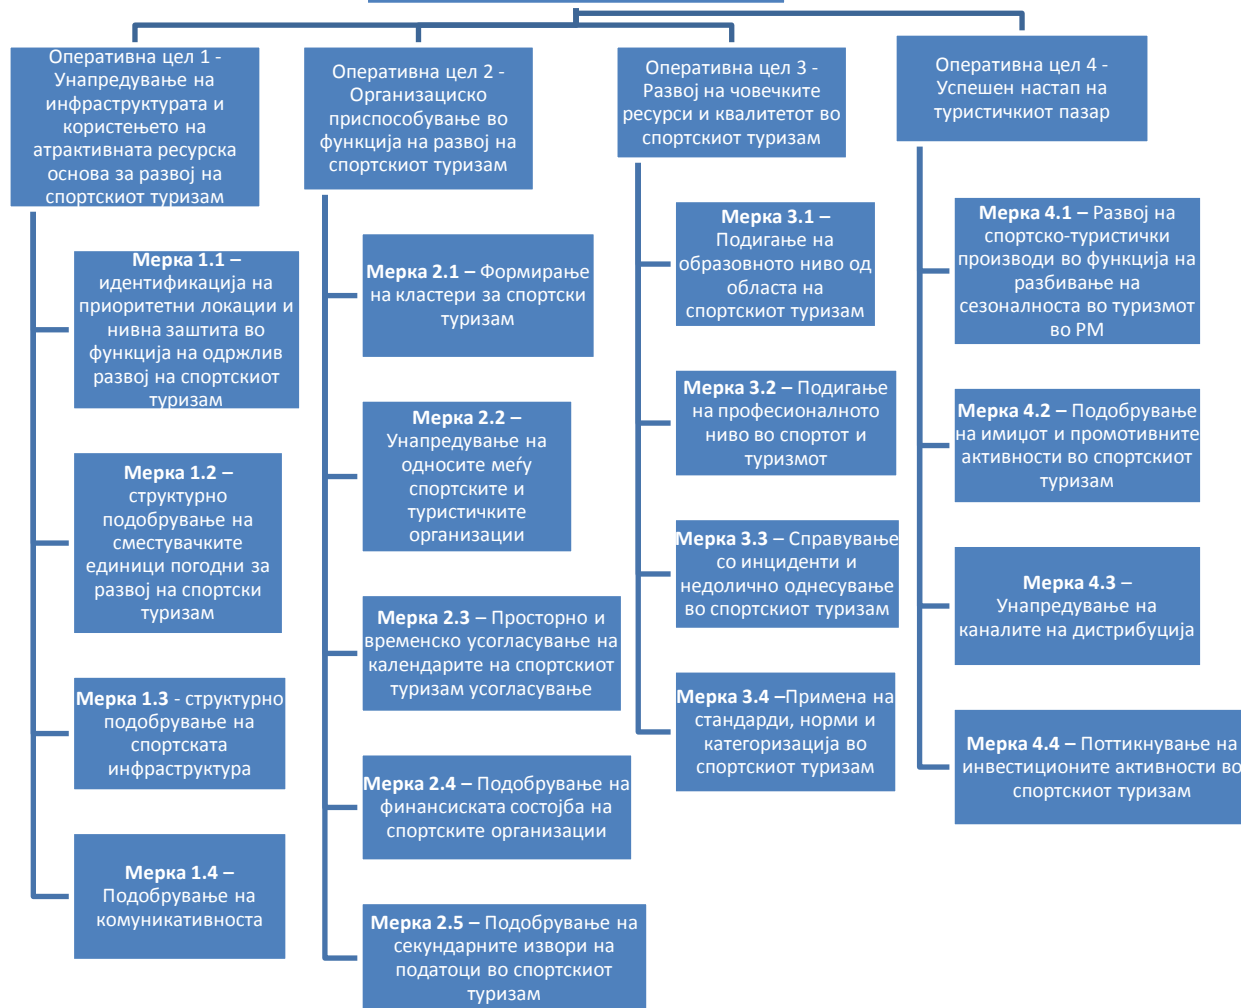 Оперативна цел 1 -
Унапредување на
инфраструктурата и
користењето на
атрактивната ресурска
основа за развој на
спортскиот туризам
Мерка 1.1 –
идентификација на
приоритетни локации и
нивна заштита во
функција на одржлив
развој на спортскиот
туризам
Мерка 1.2 –
структурно
подобрување на
сместувачките
единици погодни за
развој на спортски
туризам
Мерка 1.3 - структурно
подобрување на
спортската
инфраструктура
Мерка 1.4 –
Подобрување на
комуникативноста
Оперативна цел 2 -
Организациско
приспособување во
функција на развој на
спортскиот туризам
Мерка 2.1 – Формирање
на кластери за спортски
туризам
Мерка 2.2 –
Унапредување на
односите меѓу
спортските и
туристичките
организации
Мерка 2.3 – Просторно и
временско усогласување на
календарите на спортскиот
туризам усогласување
Мерка 2.4 – Подобрување на
финансиската состојба на
спортските организации
Мерка 2.5 – Подобрување на
секундарните извори на
податоци во спортскиот
туризам
Оперативна цел 3 -
Развој на човечките
ресурси и квалитетот во
спортскиот туризам
Мерка 3.1 –
Подигање на
образовното ниво од
областа на
спортскиот туризам
Мерка 3.2 – Подигање
на професионалното
ниво во спортот и
туризмот
Мерка 3.3 – Справување
со инциденти и
недолично однесување
во спортскиот туризам
Мерка 3.4 –Примена на
стандарди, норми и
категоризација во
спортскиот туризам
Оперативна цел 4 -
Успешен настап на
туристичкиот пазар
Мерка 4.1 – Развој на
спортско-туристички
производи во функција на
разбивање на
сезоналноста во туризмот
во РМ
Мерка 4.2 – Подобрување
на имиџот и промотивните
активности во спортскиот
туризам
Мерка 4.3 –
Унапредување на
каналите на дистрибуција
Мерка 4.4 – Поттикнување на
инвестиционите активности во
спортскиот туризам